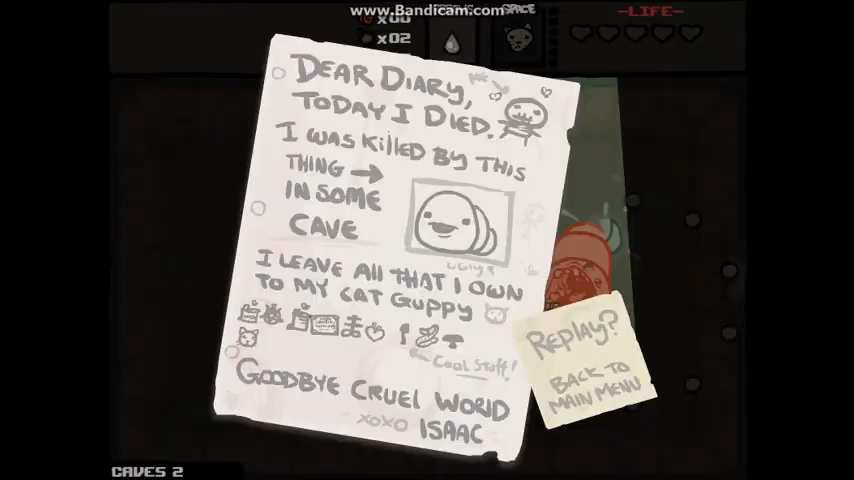 www.Bandicam.com
x00
SPACE
-LIFE-
x02
DEAR DIARY,
TODAY I DIED.
I WAS KILLED BY THIS
THING →
IN SOME
CAVE
UGLY
I LEAVE ALL THAT I OWN
TO MY CAT GUPPY
COOL STUFF!
GOODBYE CRUEL WORLD
XOXO ISAAC
REPLAY?
BACK TO
MAIN MENU
CAVES 2